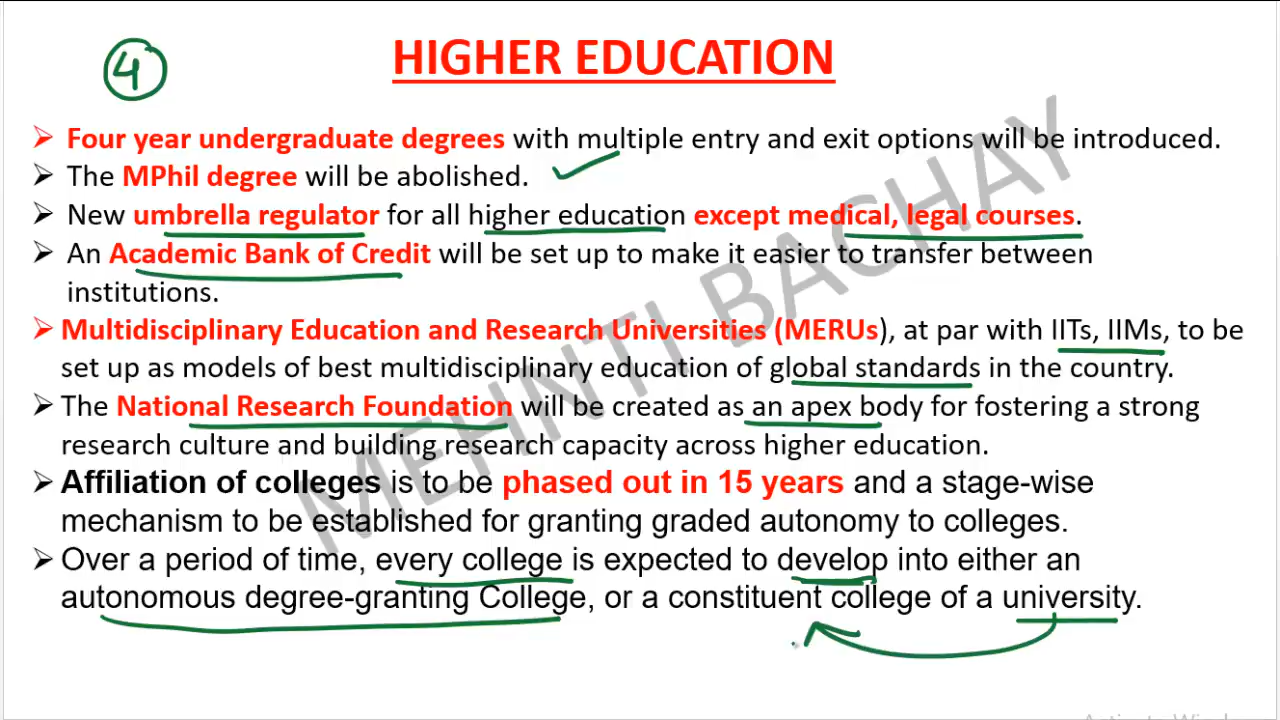 4
HIGHER EDUCATION
➢ Four year undergraduate degrees with multiple entry and exit options will be introduced.
➢ The MPhil degree will be abolished.
➢ New umbrella regulator for all higher education except medical, legal courses.
➢ An Academic Bank of Credit will be set up to make it easier to transfer between
institutions.
➢ Multidisciplinary Education and Research Universities (MERUs), at par with IITs, IIMs, to be
set up as models of best multidisciplinary education of global standards in the country.
➢ The National Research Foundation will be created as an apex body for fostering a strong
research culture and building research capacity across higher education.
➢ Affiliation of colleges is to be phased out in 15 years and a stage-wise
mechanism to be established for granting graded autonomy to colleges.
➢ Over a period of time, every college is expected to develop into either an
autonomous degree-granting College, or a constituent college of a university.
MEHNTI BACHAY